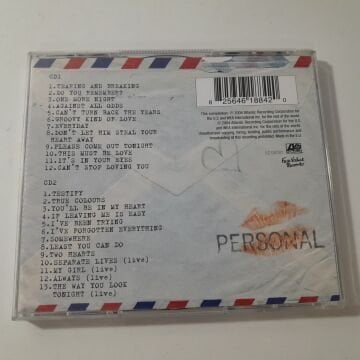 CD1
1.TEARING AND BREAKING
2.DO YOU REMEMBER?
3.ONE MORE NIGHT
4.AGAINST ALL ODDS
5.CAN'T TURN BACK THE YEARS
6.GROOVY KIND OF LOVE
7.EVERYDAY
8.DON'T LET HIM STEAL YOUR
HEART AWAY
9.PLEASE COME OUT TONIGHT
10.THIS MUST BE LOVE
11.IT'S IN YOUR EYES
12.CAN'T STOP LOVING YOU
CD2
1.TESTIFY
2.TRUE COLOURS
3.YOU'LL BE IN MY HEART
4.IF LEAVING ME IS EASY
5.I'VE BEEN TRYING
6.I'VE FORGOTTEN EVERYTHING
7.SOMEWHERE
8.LEAST YOU CAN DO
9.TWO HEARTS
10.SEPARATE LIVES (live)
11.MY GIRL (live)
12.ALWAYS (live)
13.THE WAY YOU LOOK
TONIGHT (live)
8 25646 18842 0
PERSONAL